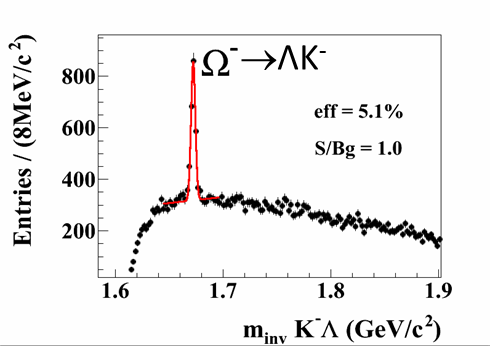 Ω⁻→ΛK⁻
eff = 5.1%
S/Bg = 1.0
Entries / (8MeV/c²)
800
600
400
200
1.6 1.7 1.8 1.9
m_inv K⁻Λ (GeV/c²)